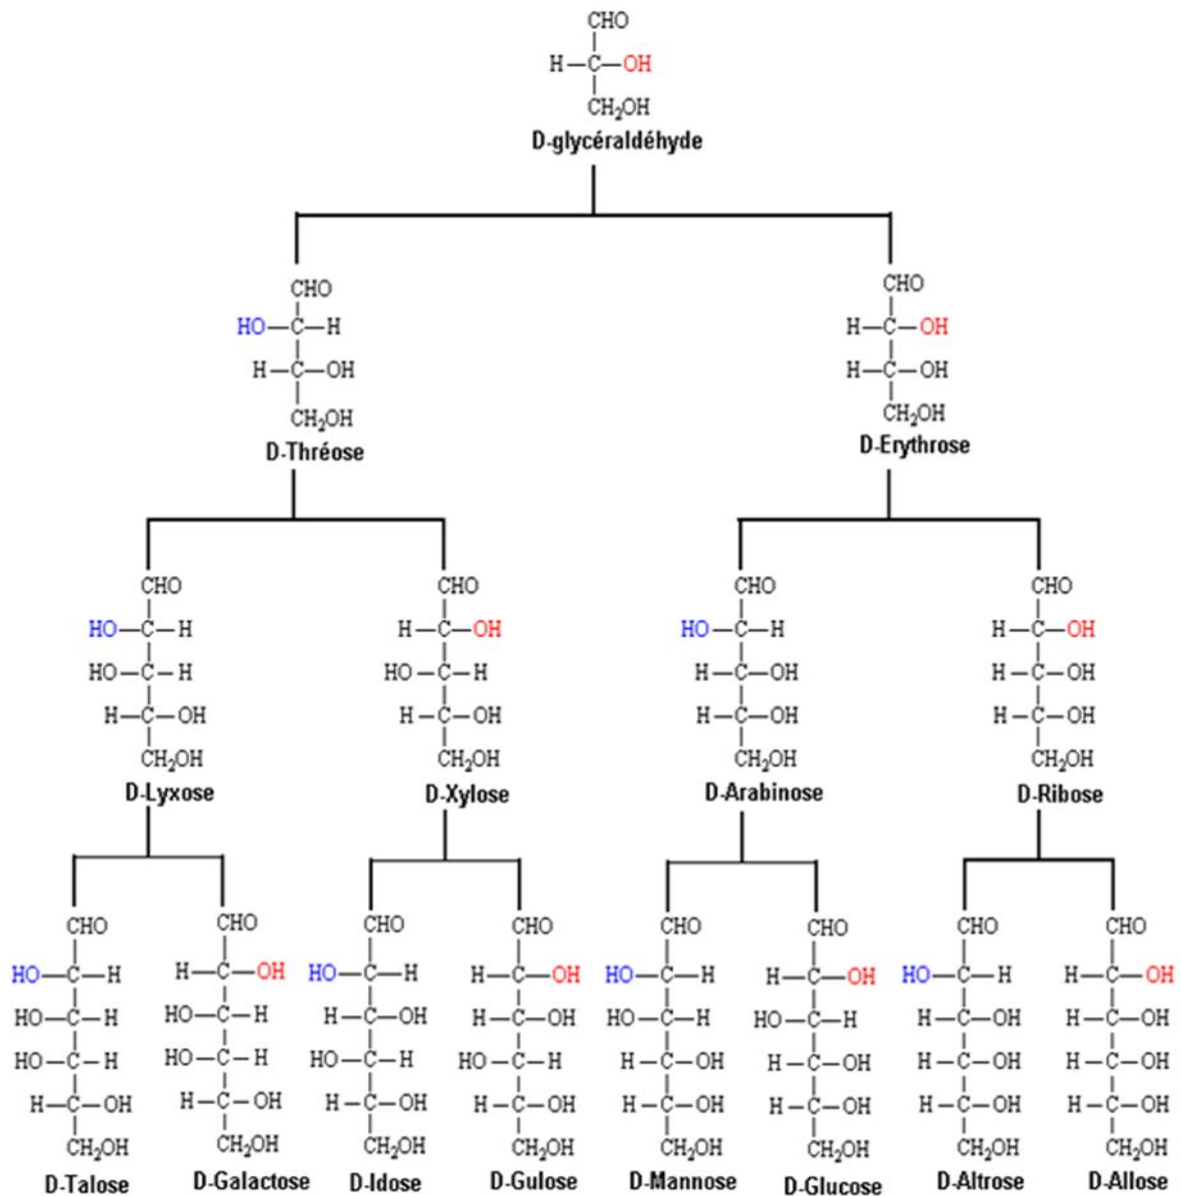 CHO
H–C–OH
CH₂OH
D-glycéraldéhyde
CHO
HO–C–H
H–C–OH
CH₂OH
D-Thréose
CHO
H–C–OH
H–C–OH
CH₂OH
D-Erythrose
CHO
HO–C–H
HO–C–H
H–C–OH
CH₂OH
D-Lyxose
CHO
H–C–OH
HO–C–H
H–C–OH
CH₂OH
D-Xylose
CHO
HO–C–H
H–C–OH
H–C–OH
CH₂OH
D-Arabinose
CHO
H–C–OH
H–C–OH
H–C–OH
CH₂OH
D-Ribose
CHO
HO–C–H
HO–C–H
HO–C–H
H–C–OH
CH₂OH
D-Talose
CHO
H–C–OH
HO–C–H
HO–C–H
H–C–OH
CH₂OH
D-Galactose
CHO
HO–C–H
H–C–OH
HO–C–H
H–C–OH
CH₂OH
D-Idose
CHO
H–C–OH
H–C–OH
HO–C–H
H–C–OH
CH₂OH
D-Gulose
CHO
HO–C–H
HO–C–H
H–C–OH
H–C–OH
CH₂OH
D-Mannose
CHO
H–C–OH
HO–C–H
H–C–OH
H–C–OH
CH₂OH
D-Glucose
CHO
HO–C–H
H–C–OH
H–C–OH
H–C–OH
CH₂OH
D-Altrose
CHO
H–C–OH
H–C–OH
H–C–OH
H–C–OH
CH₂OH
D-Allose